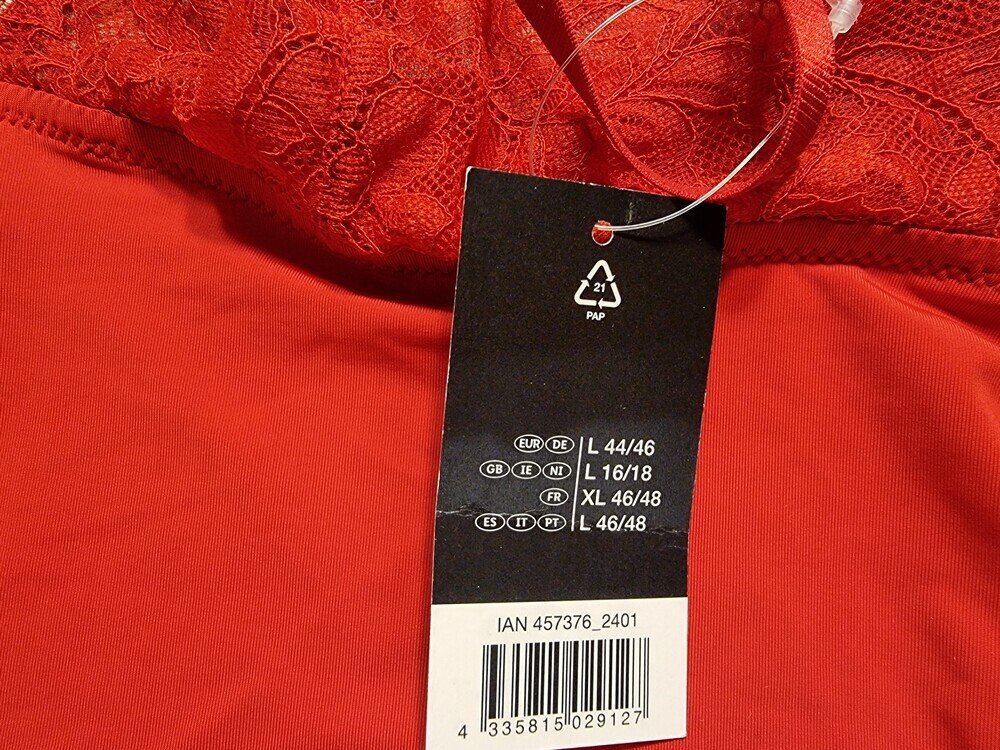 21
PAP
EUR DE L 44/46
GB IE NI L 16/18
FR XL 46/48
ES IT PT L 46/48
IAN 457376_2401
4 335815 029127